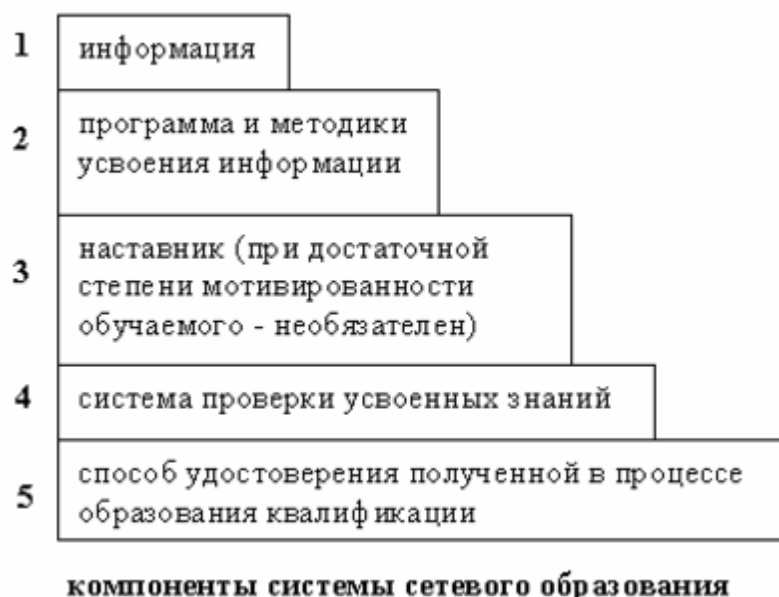 1 информация
2 программа и методики
усвоения информации
3 наставник (при достаточной
степени мотивированности
обучаемого - необязателен)
4 система проверки усвоенных знаний
5 способ удостоверения полученной в процессе
образования квалификации
компоненты системы сетевого образования